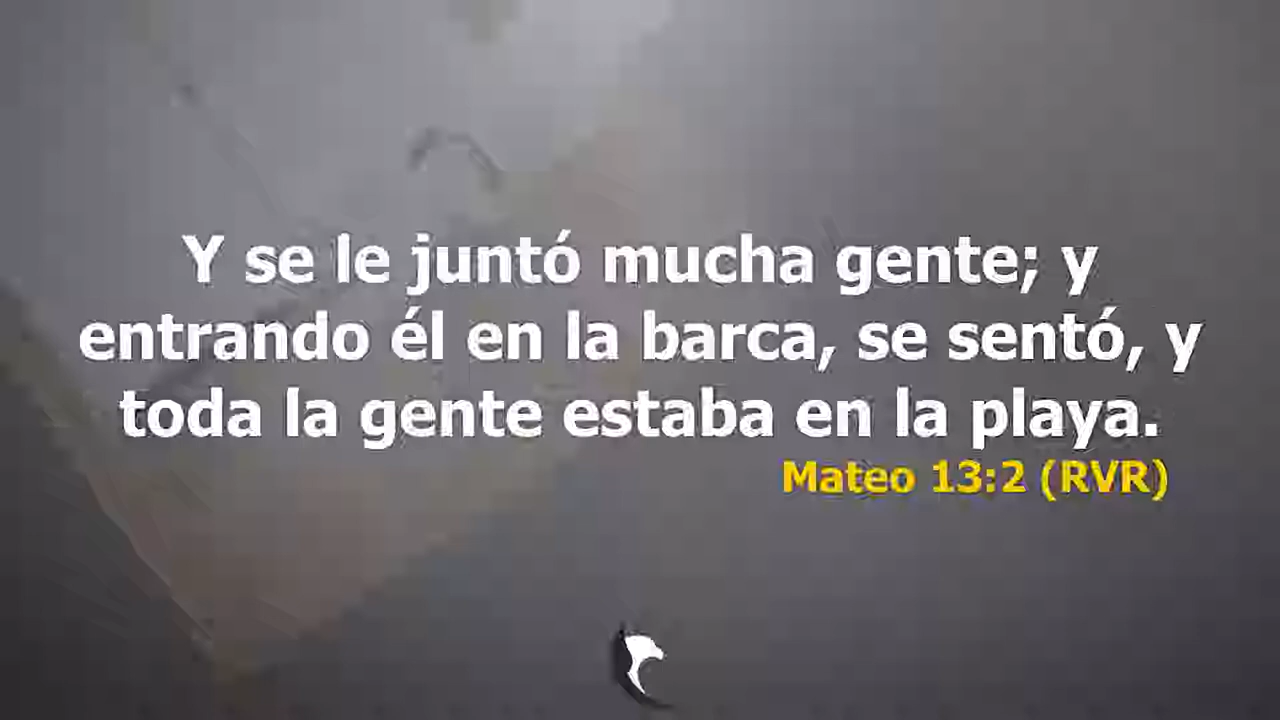 Y se le juntó mucha gente; y
entrando él en la barca, se sentó, y
toda la gente estaba en la playa.
Mateo 13:2 (RVR)